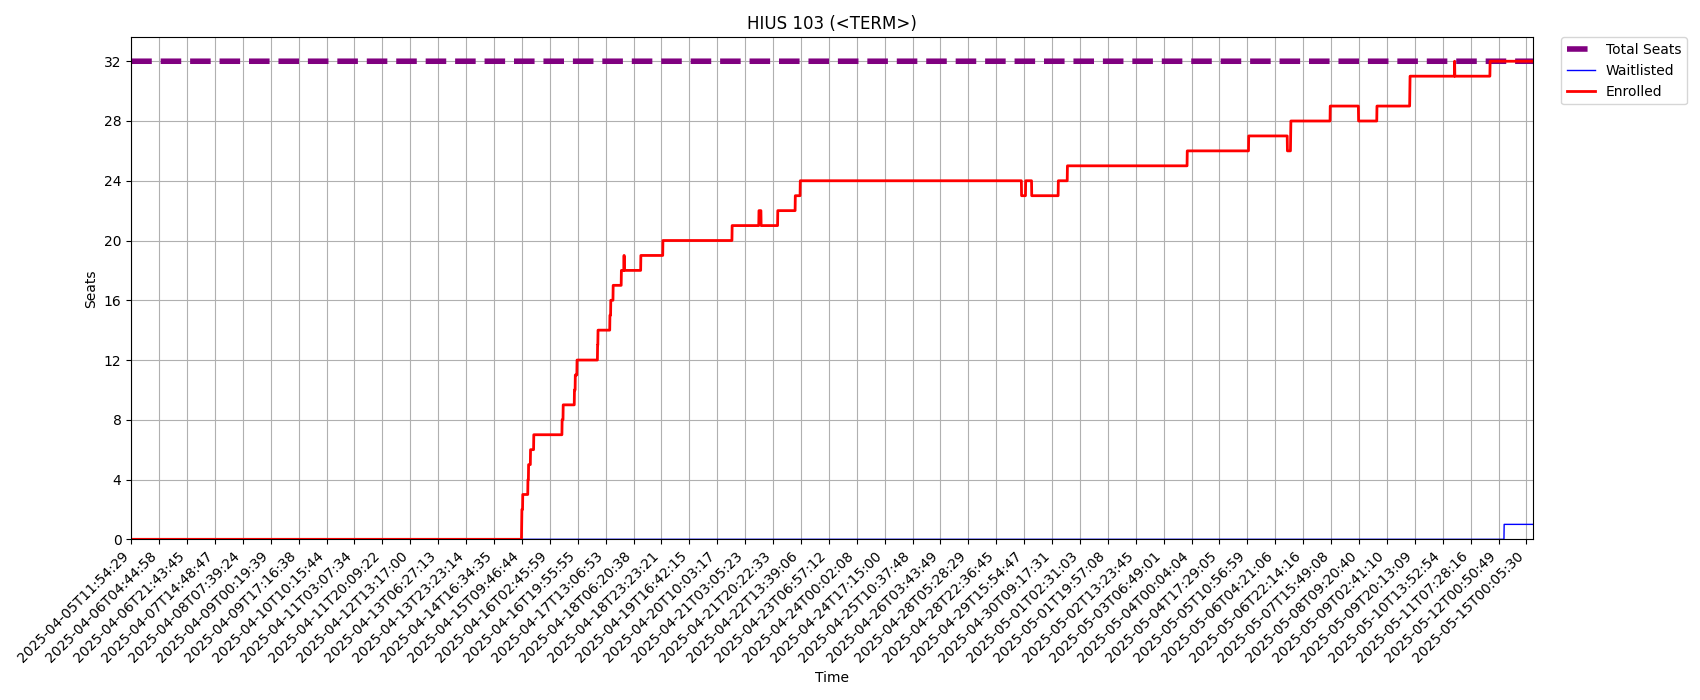 HIUS 103 (<TERM>)
Total Seats
Waitlisted
Enrolled
32
28
24
20
16
12
8
4
0
Seats
2025-04-05T11:54:29
2025-04-06T04:44:58
2025-04-06T21:43:45
2025-04-07T14:48:47
2025-04-08T07:39:24
2025-04-09T00:19:39
2025-04-09T17:16:38
2025-04-10T10:15:44
2025-04-11T03:07:34
2025-04-11T20:09:22
2025-04-12T13:17:00
2025-04-13T06:27:13
2025-04-13T23:23:14
2025-04-14T16:34:35
2025-04-15T09:46:44
2025-04-16T02:45:59
2025-04-16T19:55:55
2025-04-17T13:06:53
2025-04-18T06:20:38
2025-04-18T23:23:21
2025-04-19T16:42:15
2025-04-20T10:03:17
2025-04-21T03:05:23
2025-04-21T20:22:33
2025-04-22T13:39:06
2025-04-23T06:57:12
2025-04-24T00:02:08
2025-04-24T17:15:00
2025-04-25T10:37:48
2025-04-26T03:43:49
2025-04-28T05:28:29
2025-04-28T22:36:45
2025-04-29T15:54:47
2025-04-30T09:17:31
2025-05-01T02:31:03
2025-05-01T19:57:08
2025-05-02T13:23:45
2025-05-03T06:49:01
2025-05-04T00:04:04
2025-05-04T17:29:05
2025-05-05T10:56:59
2025-05-06T04:21:06
2025-05-06T22:14:16
2025-05-07T15:49:08
2025-05-08T09:20:40
2025-05-09T02:41:10
2025-05-09T20:13:09
2025-05-10T13:52:54
2025-05-11T07:28:16
2025-05-12T00:50:49
2025-05-15T00:05:30
Time